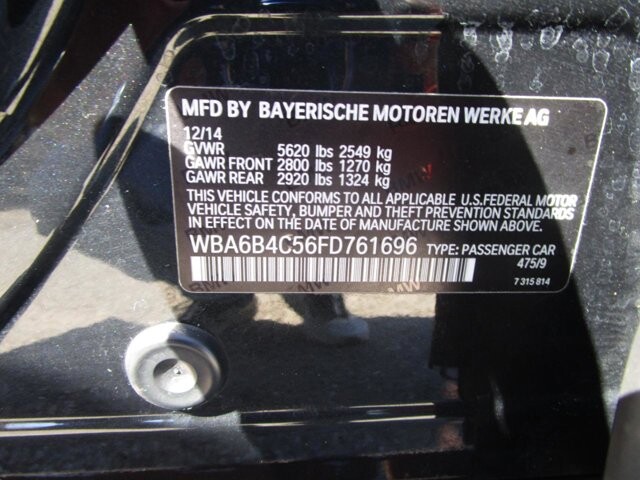 MFD BY BAYERISCHE MOTOREN WERKE AG
12/14
GVWR 5620 lbs 2549 kg
GAWR FRONT 2800 lbs 1270 kg
GAWR REAR 2920 lbs 1324 kg
THIS VEHICLE CONFORMS TO ALL APPLICABLE U.S.FEDERAL MOTOR
VEHICLE SAFETY, BUMPER AND THEFT PREVENTION STANDARDS
IN EFFECT ON THE DATE OF MANUFACTURE SHOWN ABOVE.
WBA6B4C56FD761696 TYPE: PASSENGER CAR
475/9
7 315 814